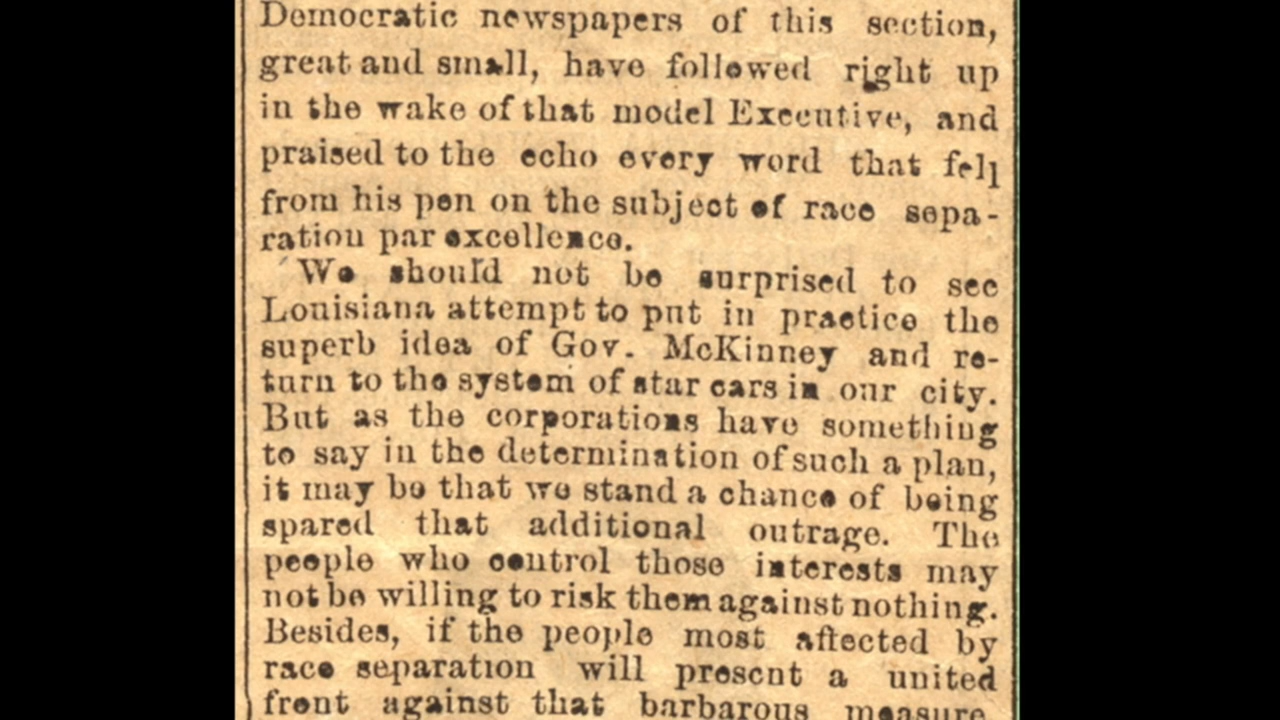 Democratic newspapers of this section,
great and small, have followed right up
in the wake of that model Executive, and
praised to the echo every word that fell
from his pen on the subject of race sepa-
ration par excellence.
We should not be surprised to see
Louisiana attempt to put in practice the
superb idea of Gov. McKinney and re-
turn to the system of star cars in our city.
But as the corporations have something
to say in the determination of such a plan,
it may be that we stand a chance of being
spared that additional outrage. The
people who control those interests may
not be willing to risk them against nothing.
Besides, if the people most affected by
race separation will present a united
front against that barbarous measure